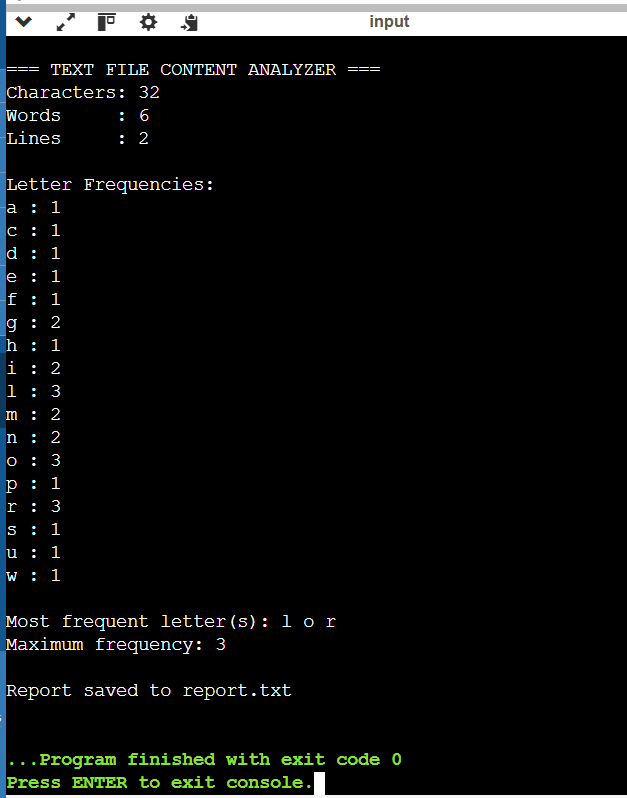 input
=== TEXT FILE CONTENT ANALYZER ===
Characters: 32
Words     : 6
Lines     : 2
Letter Frequencies:
a : 1
c : 1
d : 1
e : 1
f : 1
g : 2
h : 1
i : 2
l : 3
m : 2
n : 2
o : 3
p : 1
r : 3
s : 1
u : 1
w : 1
Most frequent letter(s): l o r
Maximum frequency: 3
Report saved to report.txt
...Program finished with exit code 0
Press ENTER to exit console.